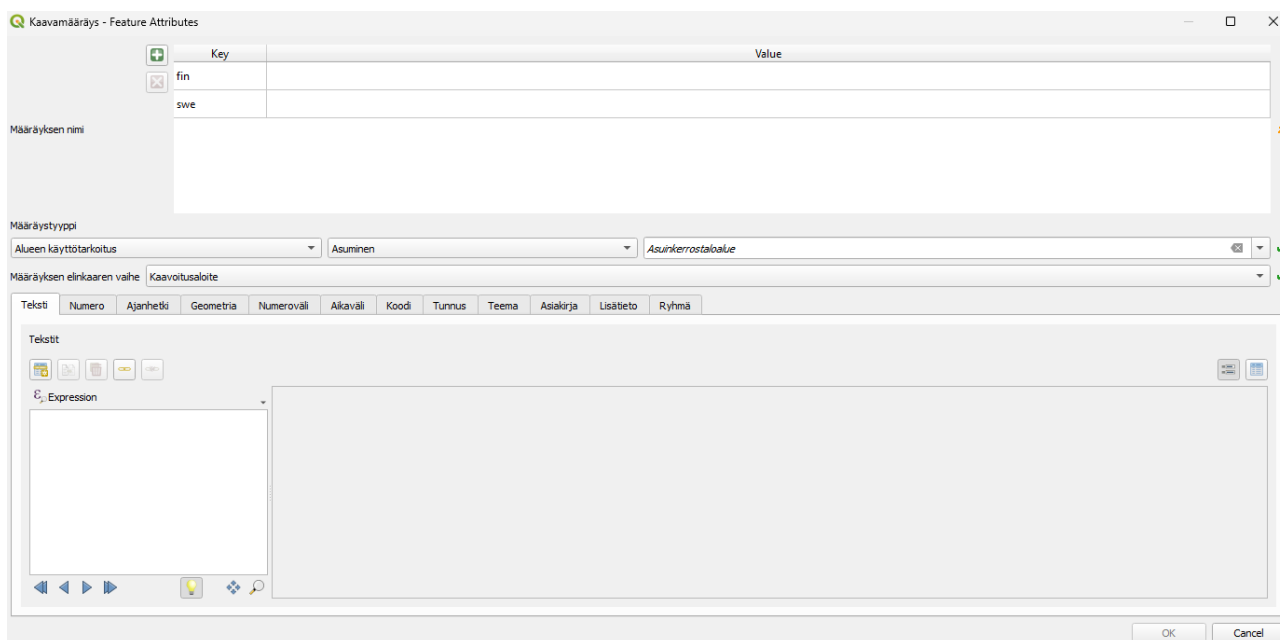 Kaavamääräys - Feature Attributes
Key Value
fin
swe
Määräyksen nimi
Määräystyyppi
Alueen käyttötarkoitus Asuminen Asuinkerrostaloalue
Määräyksen elinkaaren vaihe Kaavoitusaloite
Teksti Numero Ajanhetki Geometria Numeroväli Aikaväli Koodi Tunnus Teema Asiakirja Lisätieto Ryhmä
Tekstit
Expression
OK Cancel